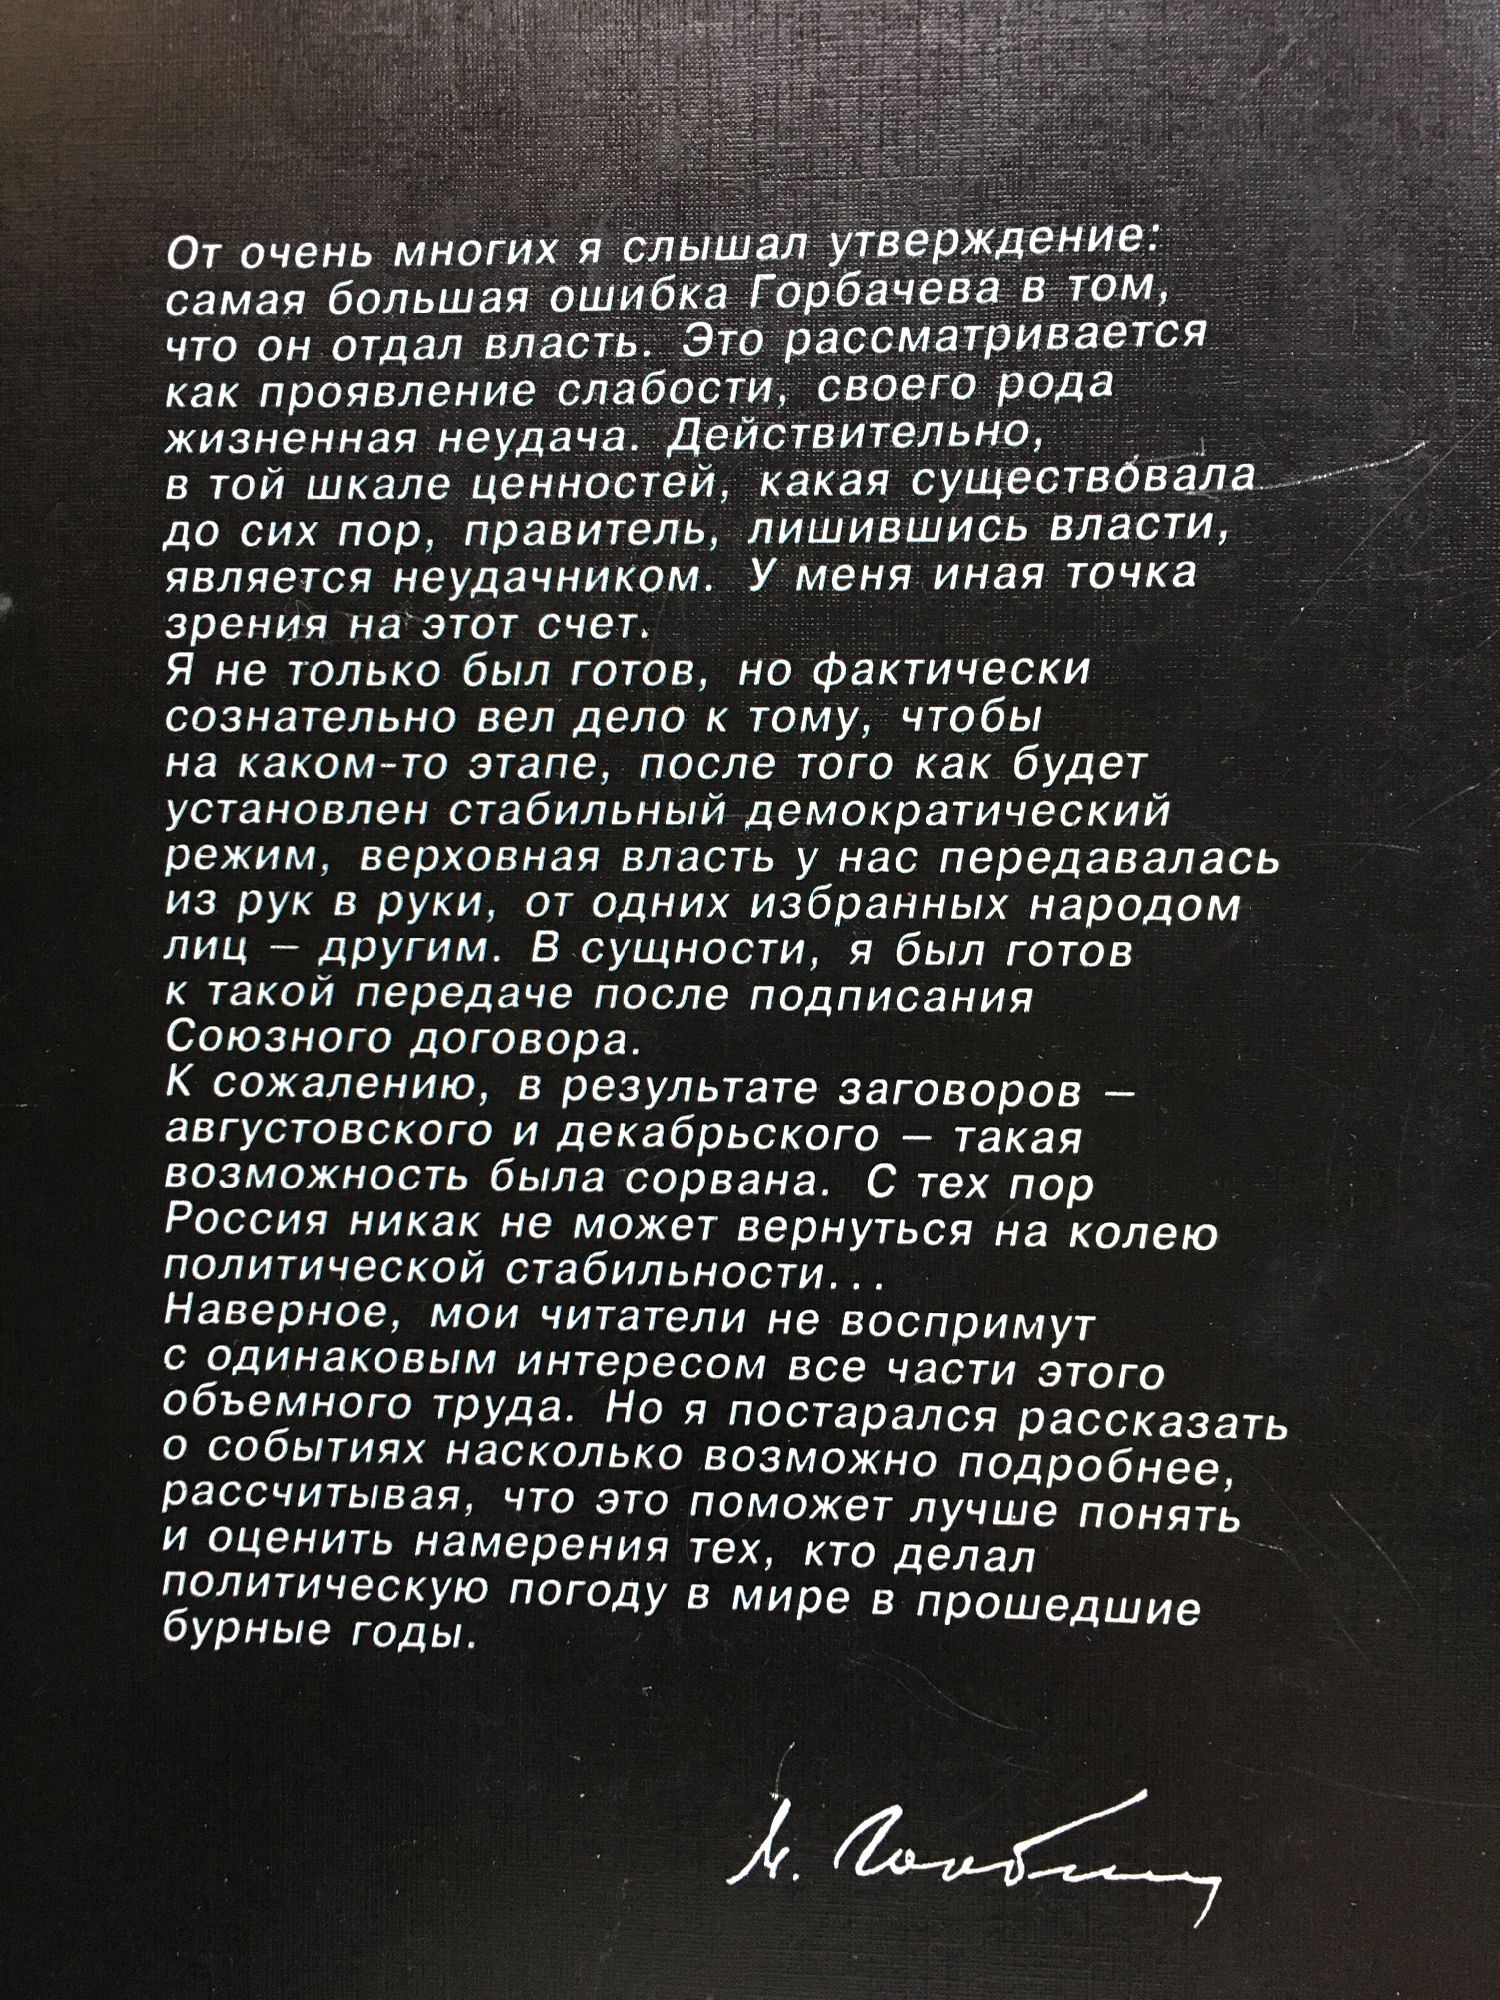 От очень многих я слышал утверждение:
самая большая ошибка Горбачева в том,
что он отдал власть. Это рассматривается
как проявление слабости, своего рода
жизненная неудача. Действительно,
в той шкале ценностей, какая существовала
до сих пор, правитель, лишившись власти,
является неудачником. У меня иная точка
зрения на этот счет.
Я не только был готов, но фактически
сознательно вел дело к тому, чтобы
на каком-то этапе, после того как будет
установлен стабильный демократический
режим, верховная власть у нас передавалась
из рук в руки, от одних избранных народом
лиц — другим. В сущности, я был готов
к такой передаче после подписания
Союзного договора.
К сожалению, в результате заговоров —
августовского и декабрьского — такая
возможность была сорвана. С тех пор
Россия никак не может вернуться на колею
политической стабильности...
Наверное, мои читатели не воспримут
с одинаковым интересом все части этого
объемного труда. Но я постарался рассказать
о событиях насколько возможно подробнее,
рассчитывая, что это поможет лучше понять
и оценить намерения тех, кто делал
политическую погоду в мире в прошедшие
бурные годы.